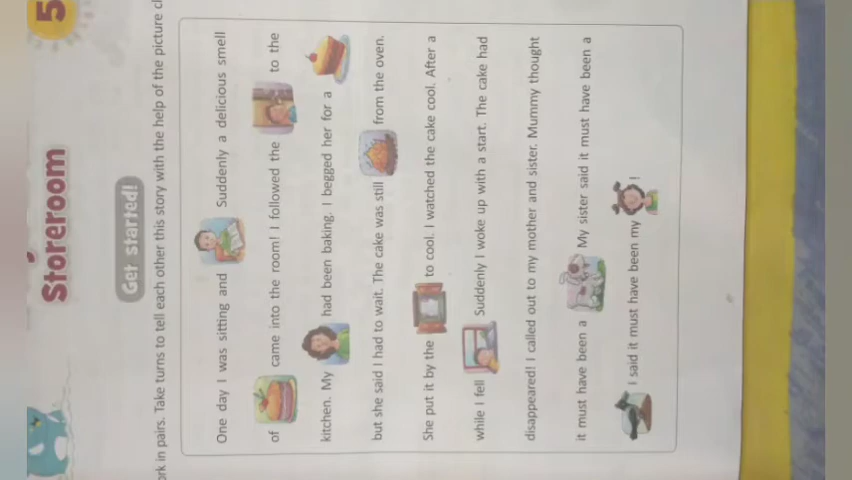 5
Storeroom
Get started!
in pairs. Take turns to tell each other this story with the help of the picture
One day I was sitting and Suddenly a delicious smell
of came into the room! I followed the to the
kitchen. My had been baking. I begged her for a
but she said I had to wait. The cake was still from the oven.
She put it by the to cool. I watched the cake cool. After a
while I fell Suddenly I woke up with a start. The cake had
disappeared! I called out to my mother and sister. Mummy thought
it must have been a My sister said it must have been a
I said it must have been my !